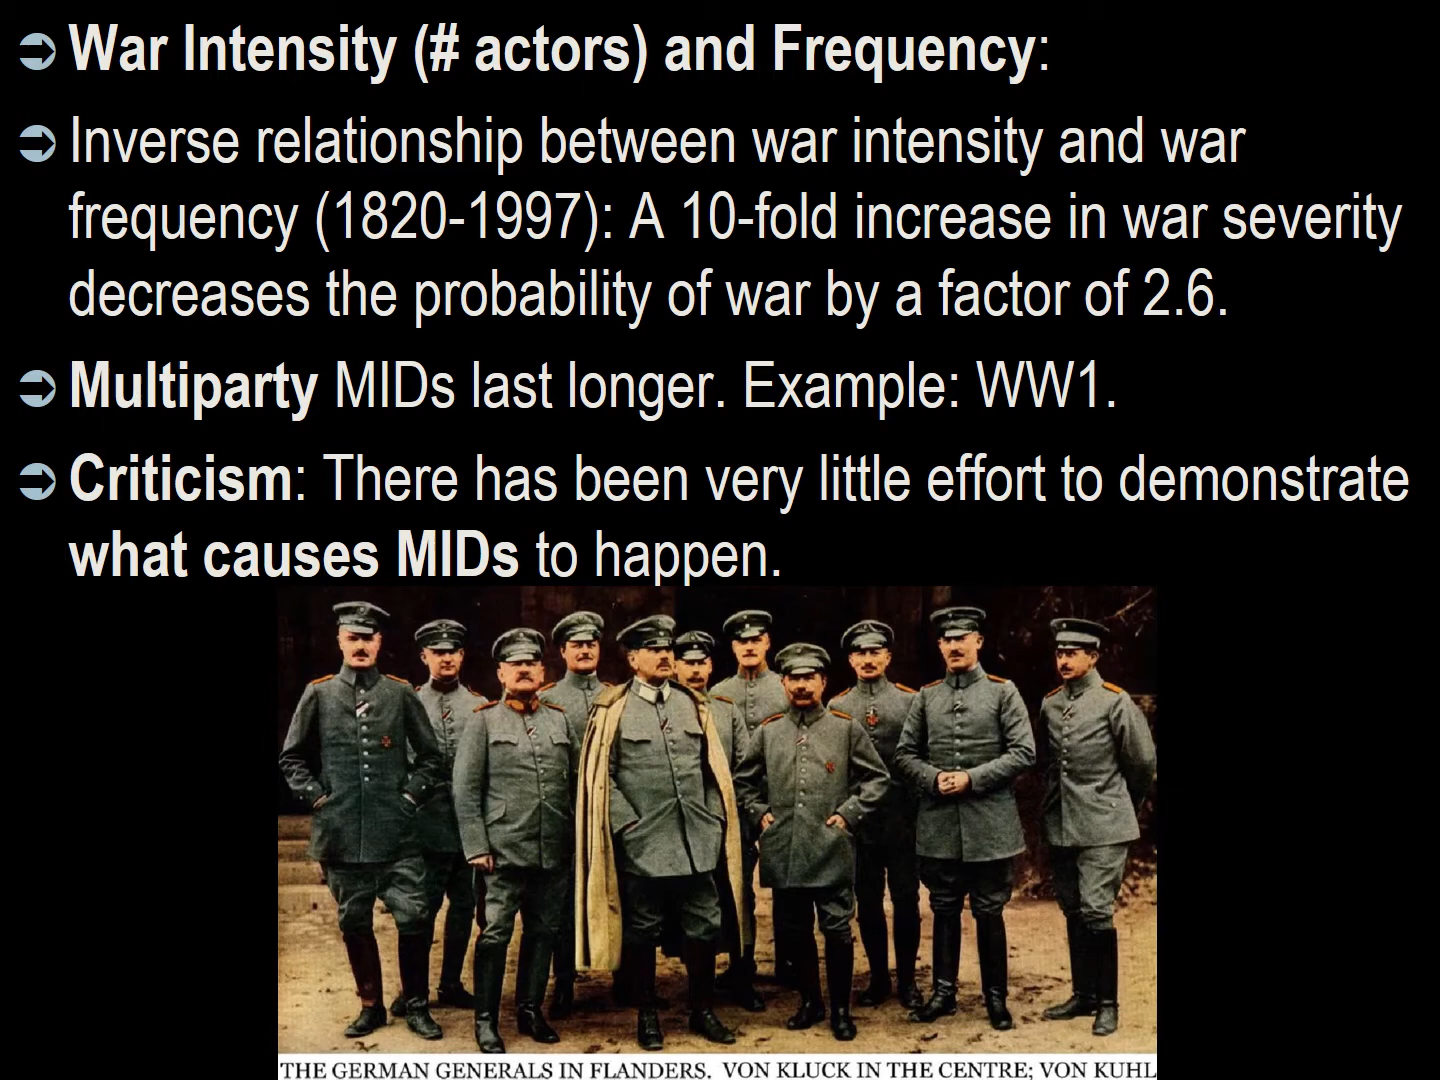 War Intensity (# actors) and Frequency:
Inverse relationship between war intensity and war
frequency (1820-1997): A 10-fold increase in war severity
decreases the probability of war by a factor of 2.6.
Multiparty MIDs last longer. Example: WW1.
Criticism: There has been very little effort to demonstrate
what causes MIDs to happen.
THE GERMAN GENERALS IN FLANDERS. VON KLUCK IN THE CENTRE; VON KUHL